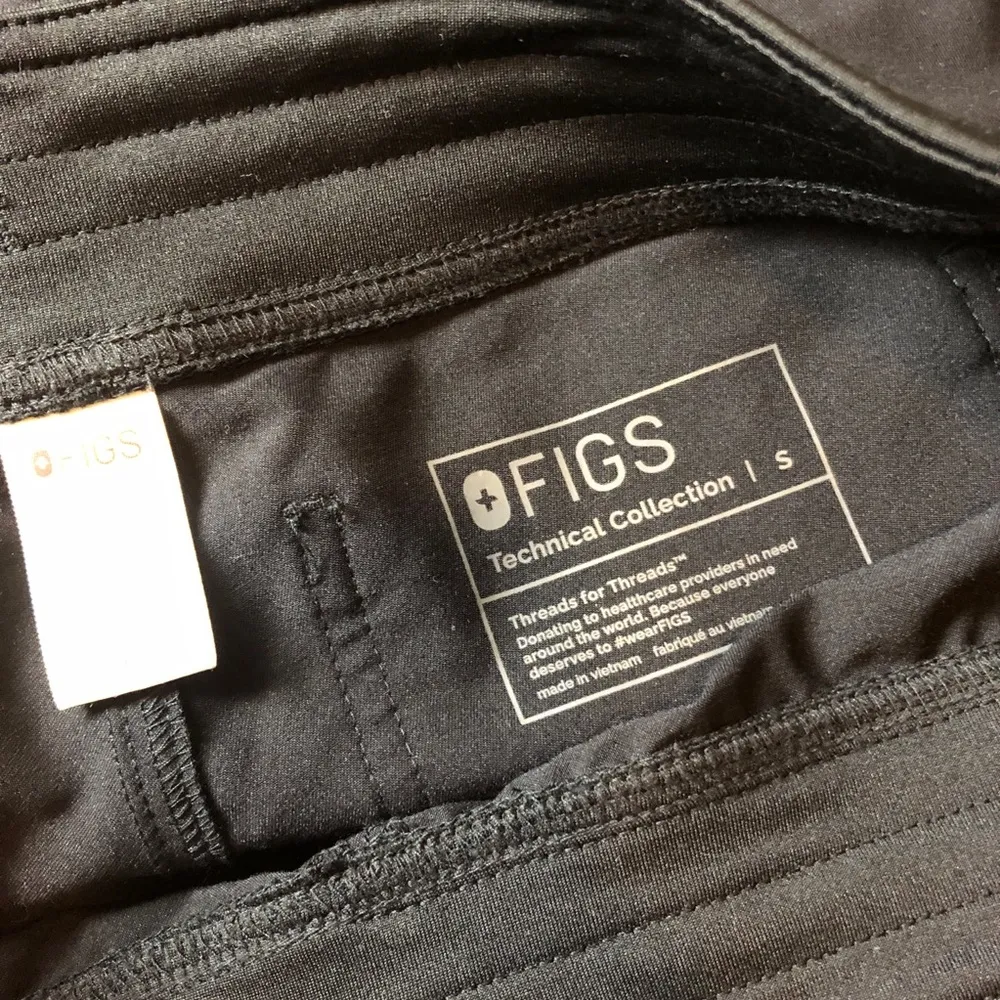 FIGS
FIGS
Technical Collection | S
Threads for Threads™
Donating to healthcare providers in need
around the world. Because everyone
deserves to #wearFIGS
made in vietnam fabriqué au vietnam